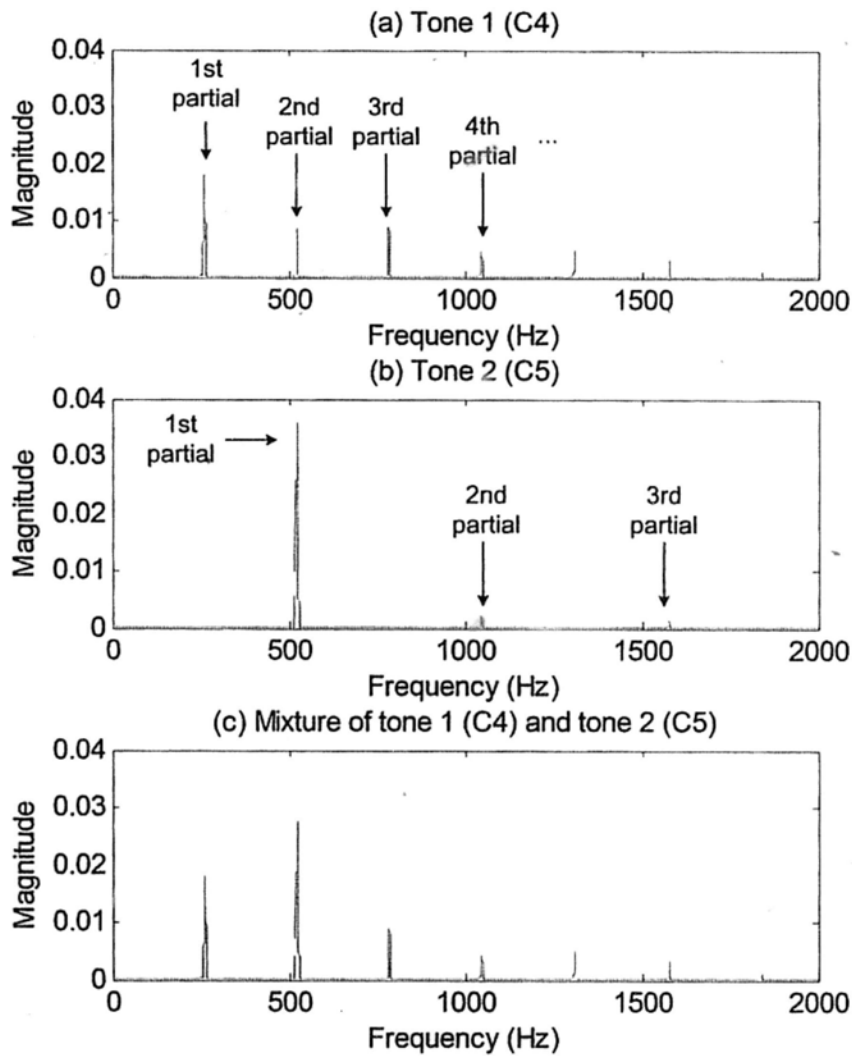 (a) Tone 1 (C4)
0.04
0.03
0.02
0.01
0
Magnitude
1st
partial
2nd
partial
3rd
partial
4th
partial
...
0
500
1000
1500
2000
Frequency (Hz)
(b) Tone 2 (C5)
0.04
0.03
0.02
0.01
0
Magnitude
1st
partial
2nd
partial
3rd
partial
0
500
1000
1500
2000
Frequency (Hz)
(c) Mixture of tone 1 (C4) and tone 2 (C5)
0.04
0.03
0.02
0.01
0
Magnitude
0
500
1000
1500
2000
Frequency (Hz)